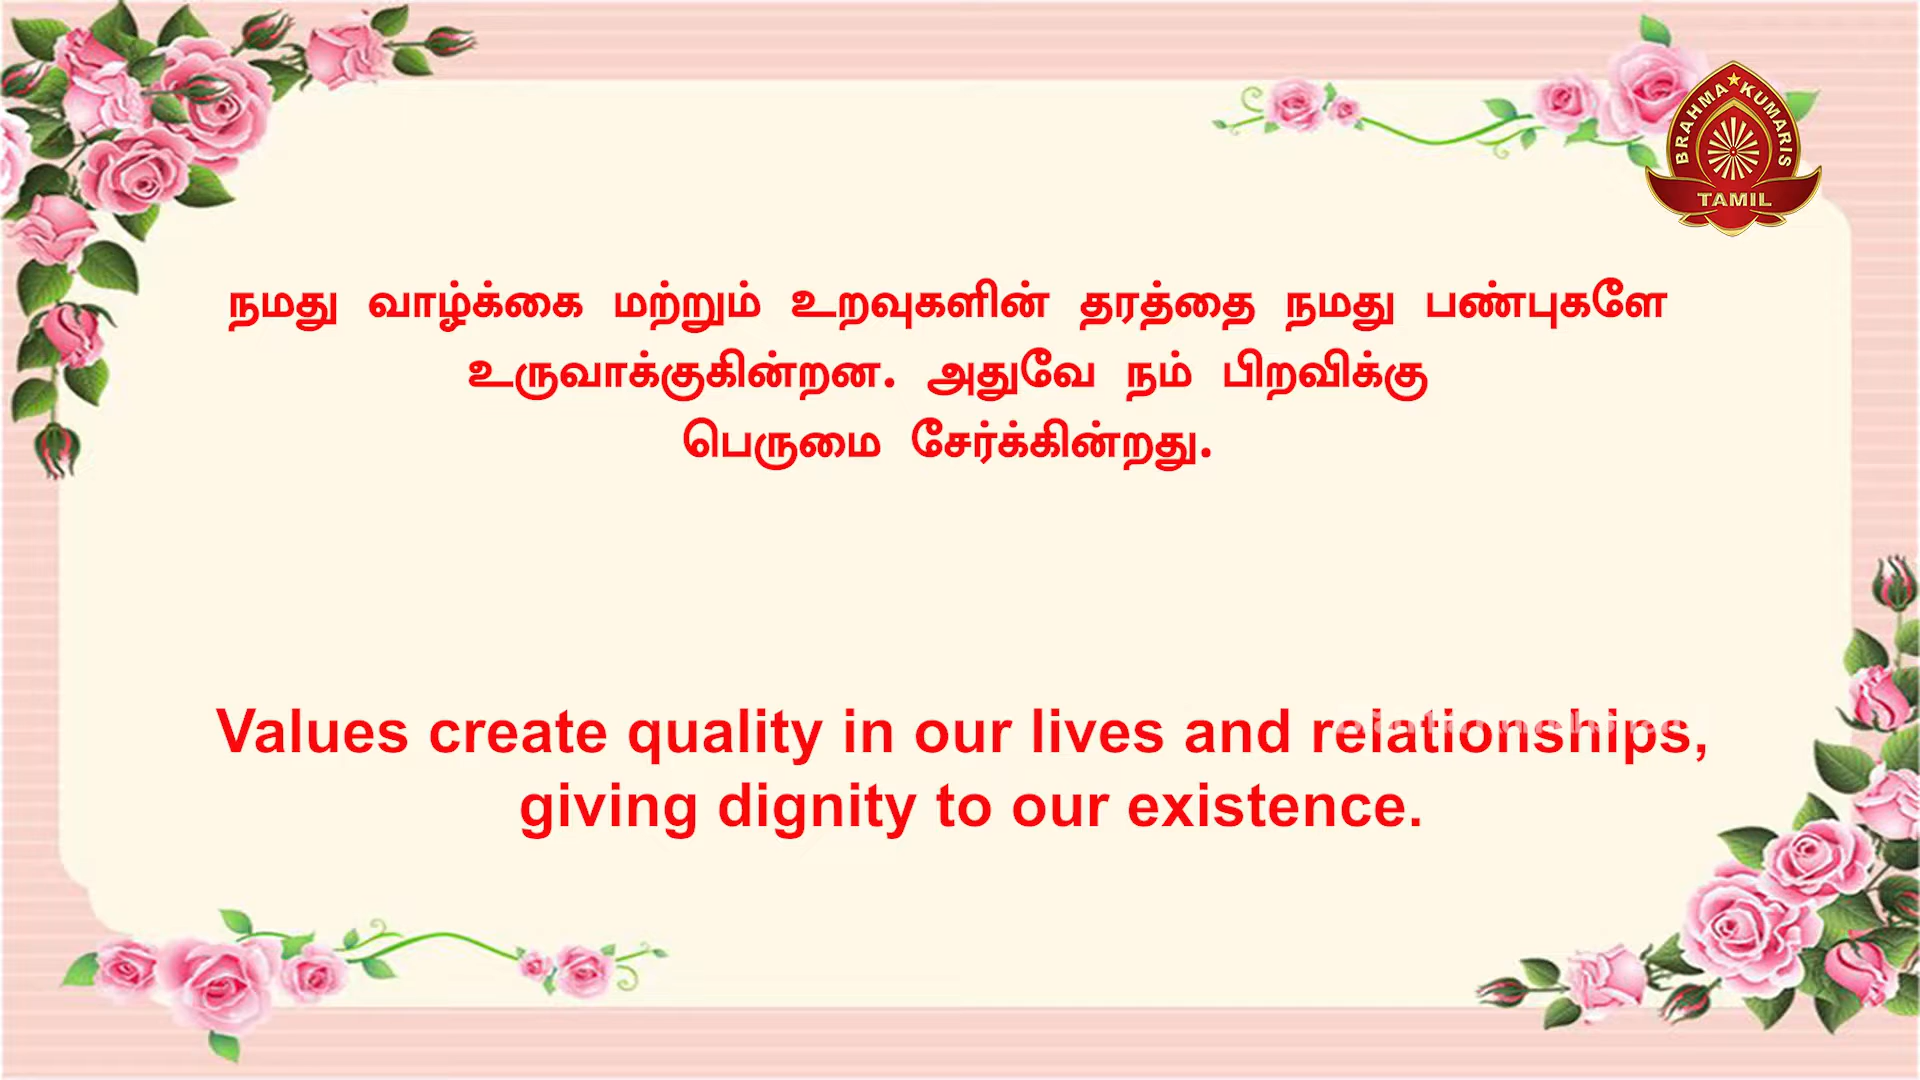 BRAHMA KUMARIS
TAMIL
நமது வாழ்க்கை மற்றும் உறவுகளின் தரத்தை நமது பண்புகளே
உருவாக்குகின்றன. அதுவே நம் பிறவிக்கு
பெருமை சேர்க்கின்றது.
Values create quality in our lives and relationships,
giving dignity to our existence.